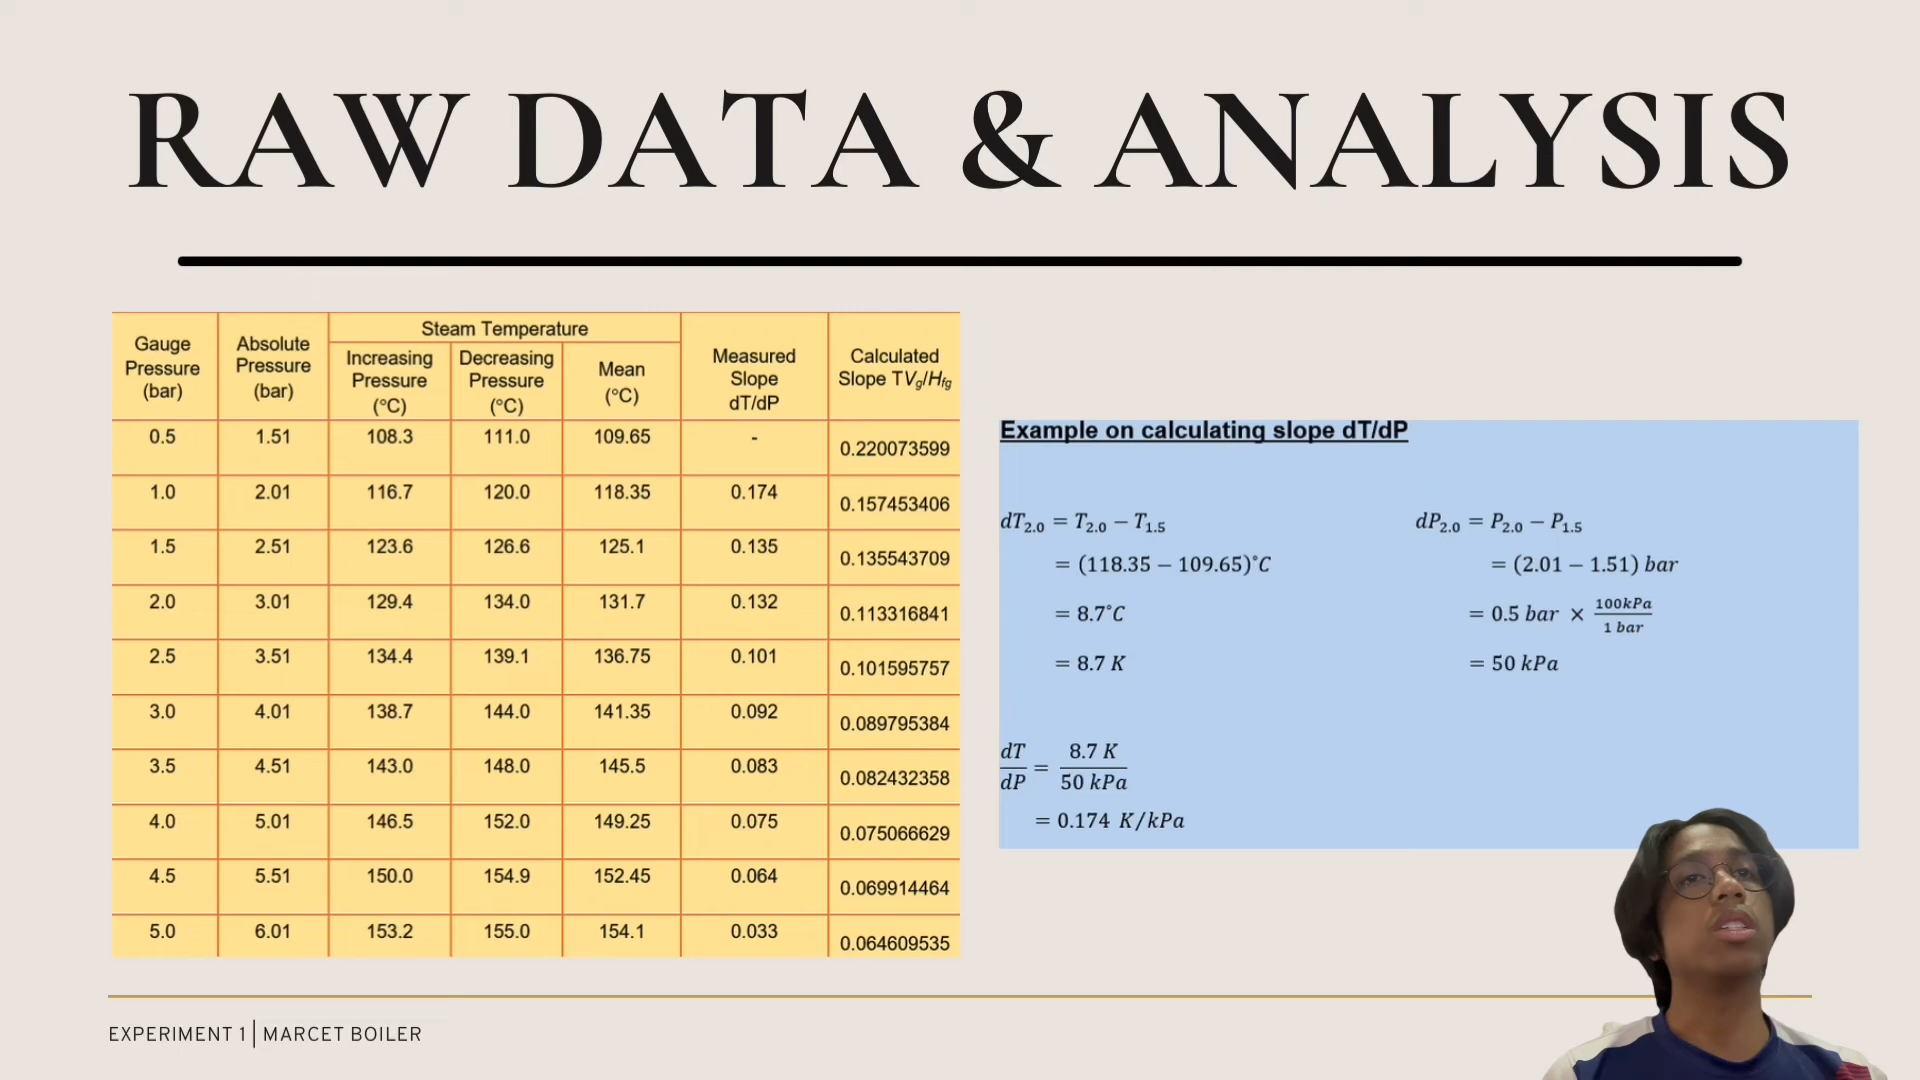 RAW DATA & ANALYSIS
Gauge Pressure (bar) | Absolute Pressure (bar) | Steam Temperature | Measured Slope dT/dP | Calculated Slope TVg/Hfg
Increasing Pressure (°C) | Decreasing Pressure (°C) | Mean (°C)
0.5 | 1.51 | 108.3 | 111.0 | 109.65 | - | 0.220073599
1.0 | 2.01 | 116.7 | 120.0 | 118.35 | 0.174 | 0.157453406
1.5 | 2.51 | 123.6 | 126.6 | 125.1 | 0.135 | 0.135543709
2.0 | 3.01 | 129.4 | 134.0 | 131.7 | 0.132 | 0.113316841
2.5 | 3.51 | 134.4 | 139.1 | 136.75 | 0.101 | 0.101595757
3.0 | 4.01 | 138.7 | 144.0 | 141.35 | 0.092 | 0.089795384
3.5 | 4.51 | 143.0 | 148.0 | 145.5 | 0.083 | 0.082432358
4.0 | 5.01 | 146.5 | 152.0 | 149.25 | 0.075 | 0.075066629
4.5 | 5.51 | 150.0 | 154.9 | 152.45 | 0.064 | 0.069914464
5.0 | 6.01 | 153.2 | 155.0 | 154.1 | 0.033 | 0.064609535
Example on calculating slope dT/dP
dT2.0 = T2.0 − T1.5
= (118.35 − 109.65)°C
= 8.7°C
= 8.7 K
dP2.0 = P2.0 − P1.5
= (2.01 − 1.51) bar
= 0.5 bar × 100kPa / 1 bar
= 50 kPa
dT/dP = 8.7 K / 50 kPa
= 0.174 K/kPa
EXPERIMENT 1 | MARCET BOILER